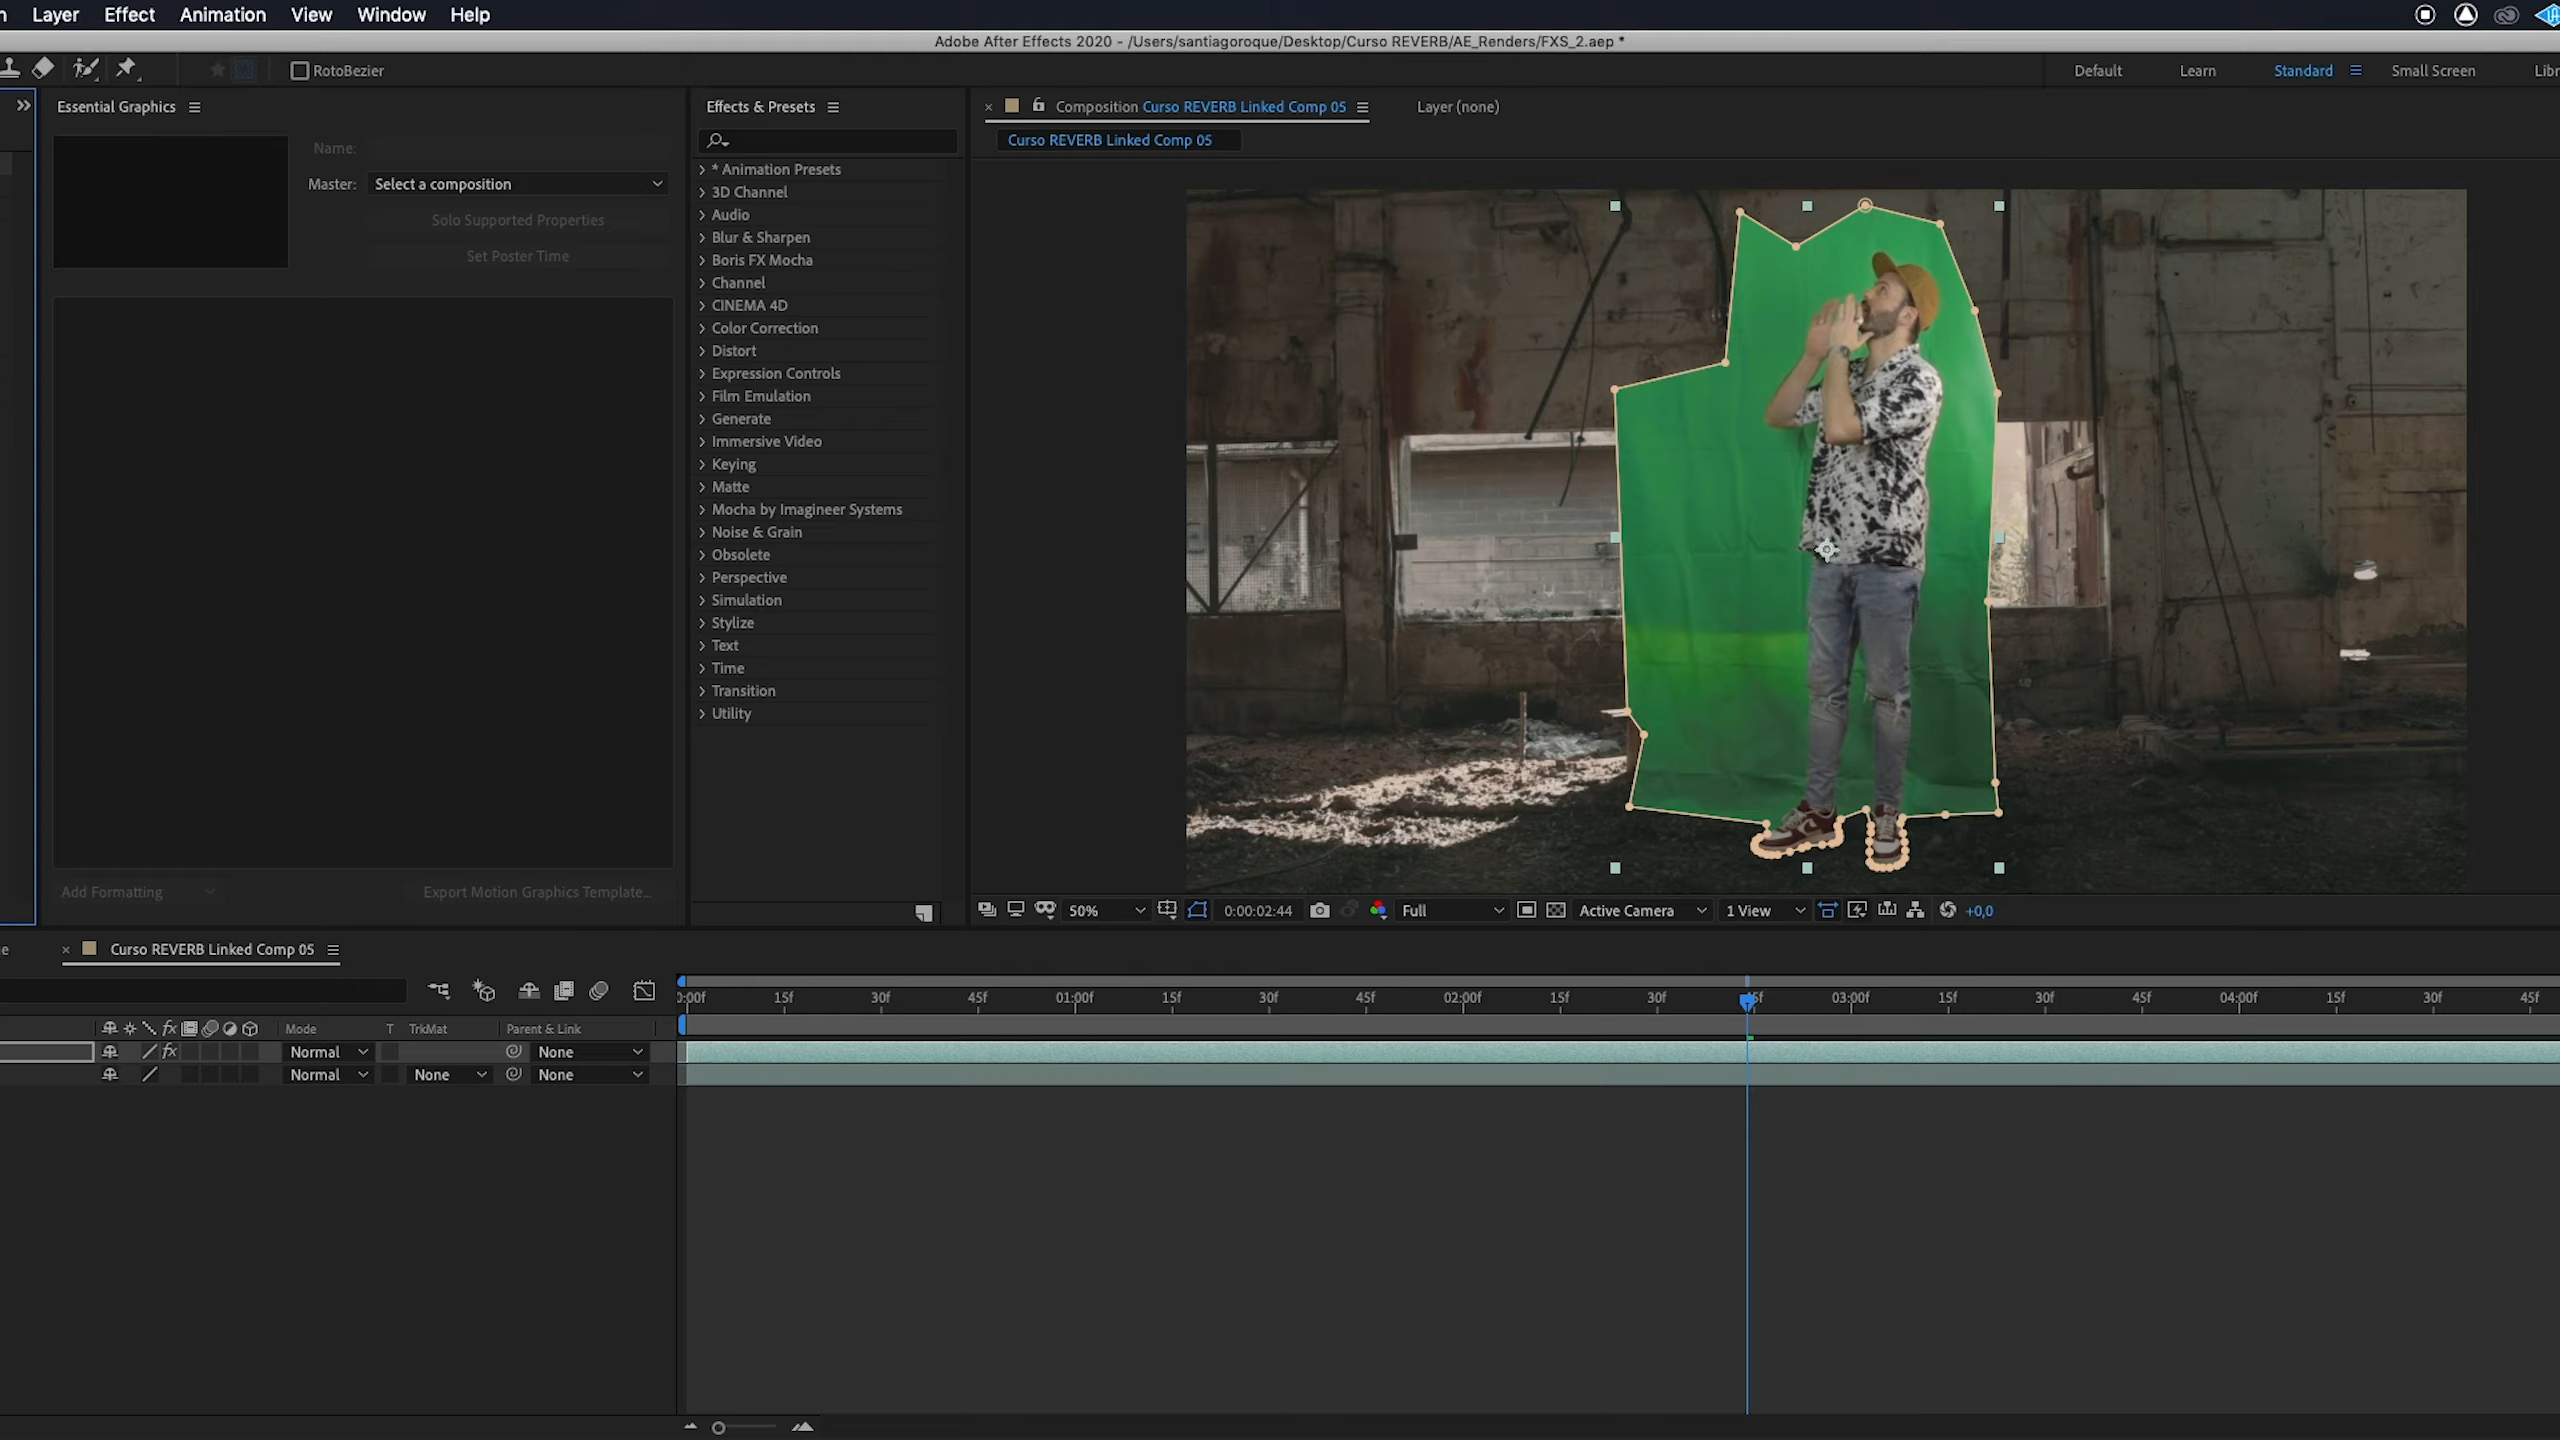 Layer Effect Animation View Window Help
Adobe After Effects 2020 - /Users/santiagoroque/Desktop/Curso REVERB/AE_Renders/FXS_2.aep *
RotoBezier
Default Learn Standard Small Screen
Essential Graphics
Name:
Master: Select a composition
Solo Supported Properties
Set Poster Time
Add Formatting Export Motion Graphics Template...
Effects & Presets
* Animation Presets
3D Channel
Audio
Blur & Sharpen
Boris FX Mocha
Channel
CINEMA 4D
Color Correction
Distort
Expression Controls
Film Emulation
Generate
Immersive Video
Keying
Matte
Mocha by Imagineer Systems
Noise & Grain
Obsolete
Perspective
Simulation
Stylize
Text
Time
Transition
Utility
Composition Curso REVERB Linked Comp 05 Layer (none)
Curso REVERB Linked Comp 05
50% 0:00:02:44 Full Active Camera 1 View +0,0
Curso REVERB Linked Comp 05
0:00f 15f 30f 45f 01:00f 15f 30f 45f 02:00f 15f 30f 45f 03:00f 15f 30f 45f 04:00f 15f 30f 45f
fx Mode T TrkMat Parent & Link
fx Normal None
Normal None None